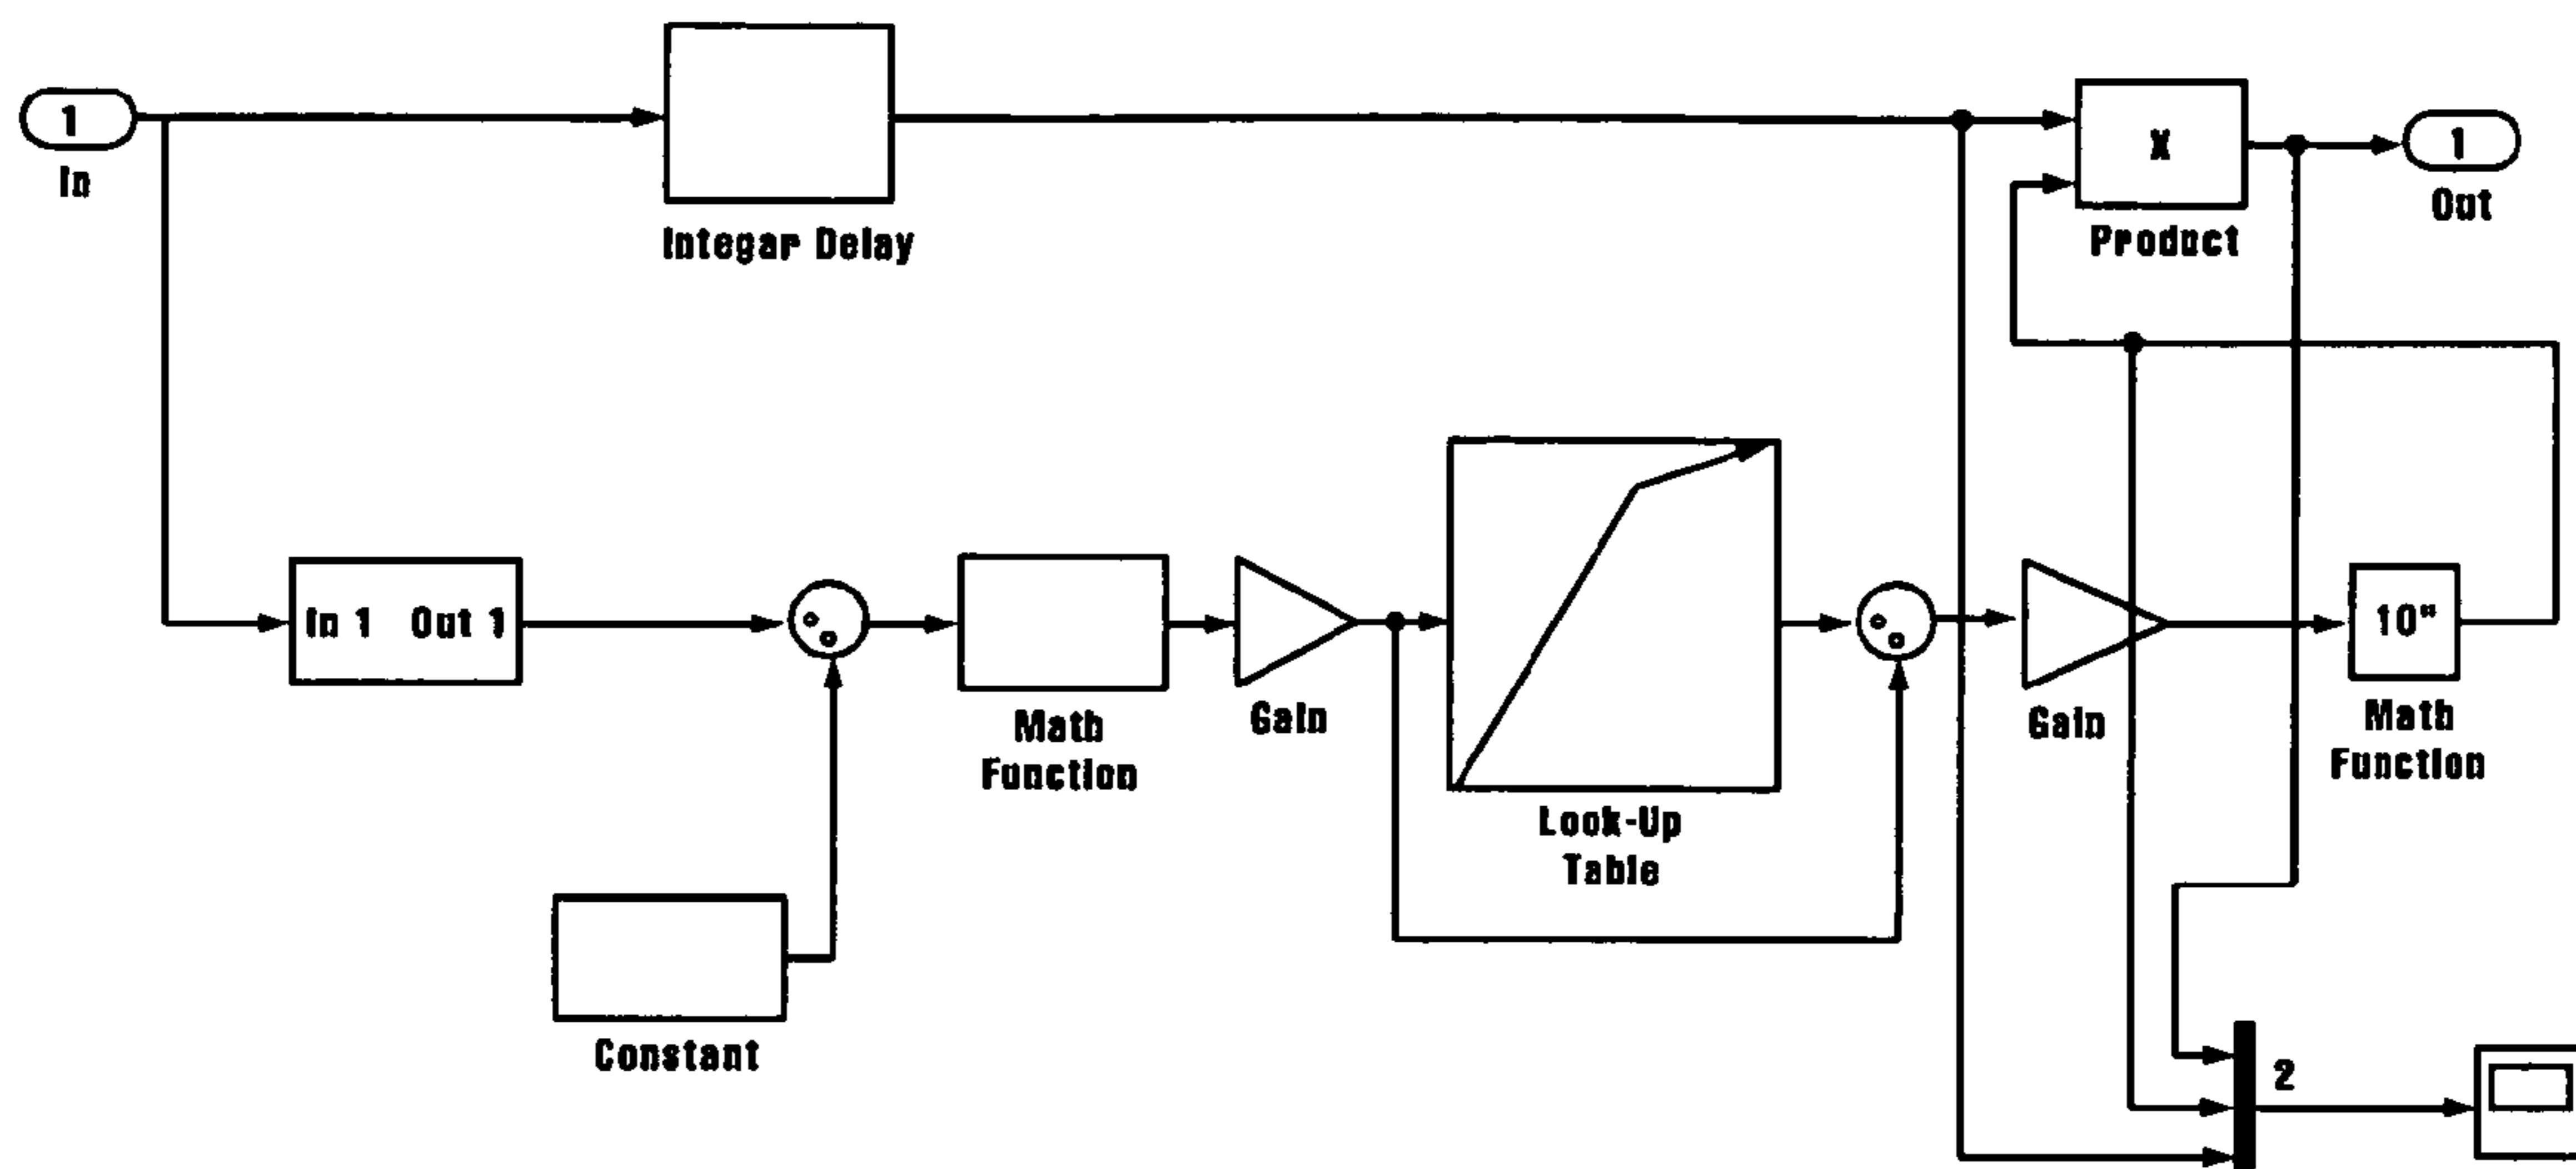 1
In
Integar Delay
X
Product
1
Out
In 1 Out 1
Math
Function
Gain
Look-Up
Table
Gain
10"
Math
Function
Constant
2